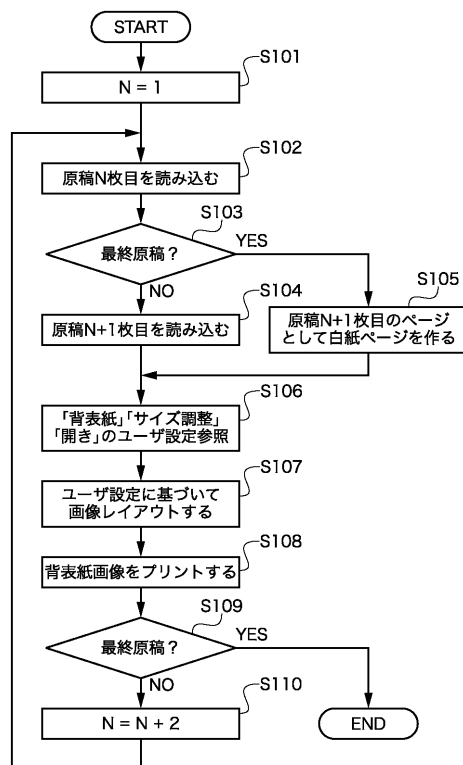 START
S101
N = 1
S102
原稿N枚目を読み込む
S103
最終原稿？
YES
NO
S104
原稿N+1枚目を読み込む
S105
原稿N+1枚目のページ
として白紙ページを作る
S106
「背表紙」「サイズ調整」
「開き」のユーザ設定参照
S107
ユーザ設定に基づいて
画像レイアウトする
S108
背表紙画像をプリントする
S109
最終原稿？
YES
NO
S110
N = N + 2
END